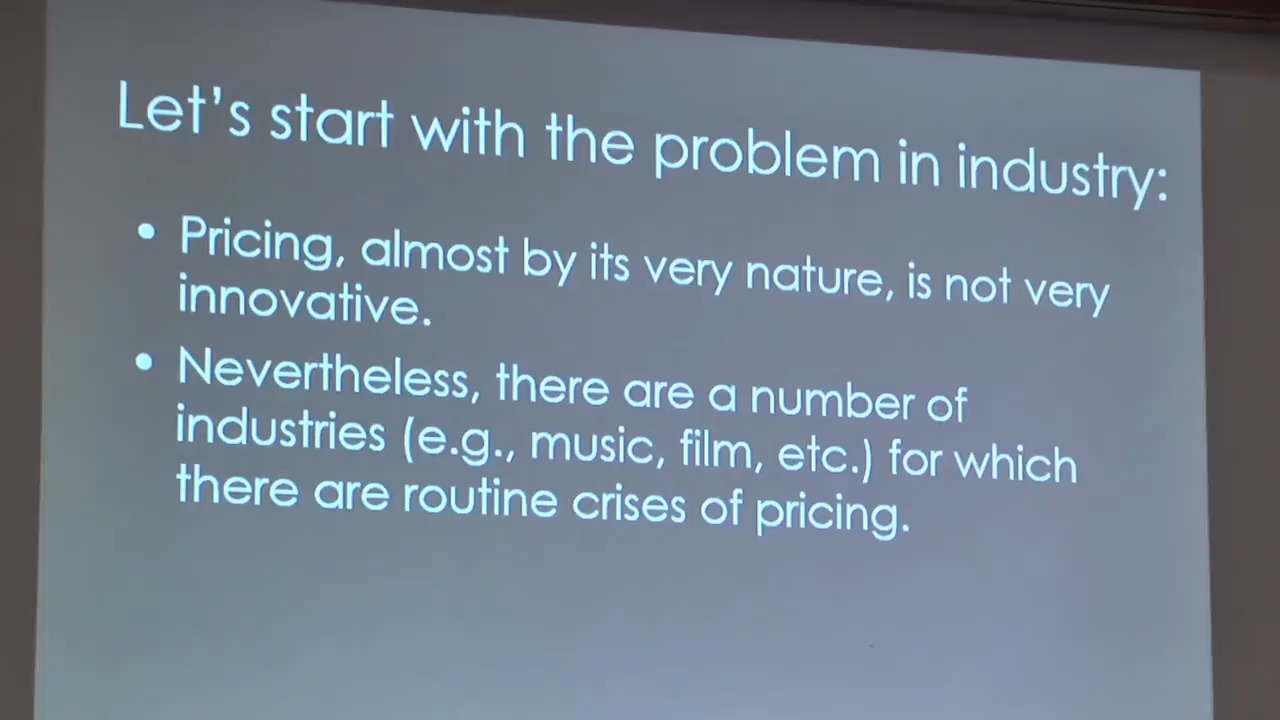 Let's start with the problem in industry:
• Pricing, almost by its very nature, is not very
innovative.
• Nevertheless, there are a number of
industries (e.g., music, film, etc.) for which
there are routine crises of pricing.